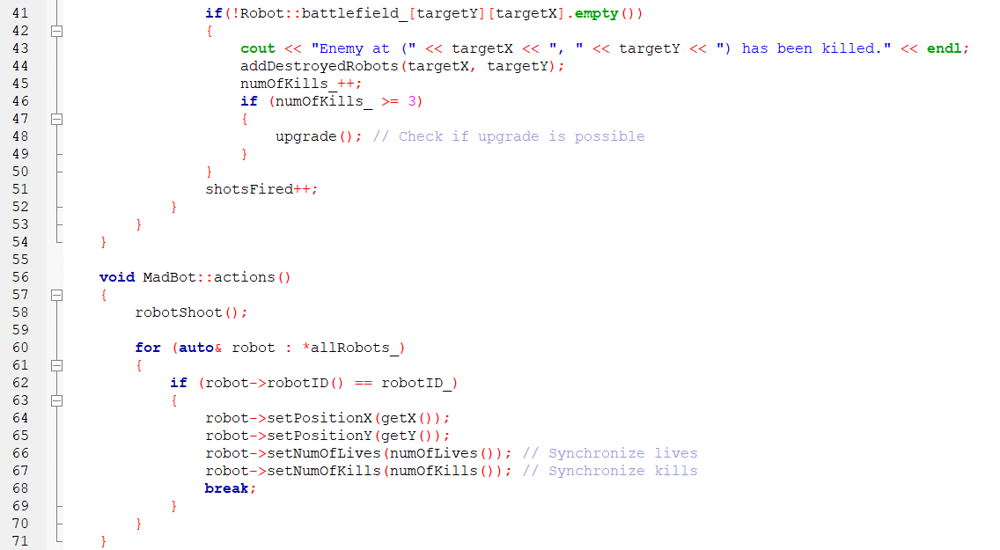 41 if(!Robot::battlefield_[targetY][targetX].empty())
42 {
43 cout << "Enemy at (" << targetX << ", " << targetY << ") has been killed." << endl;
44 addDestroyedRobots(targetX, targetY);
45 numOfKills_++;
46 if (numOfKills_ >= 3)
47 {
48 upgrade(); // Check if upgrade is possible
49 }
50 }
51 shotsFired++;
52 }
53 }
54 }
55
56 void MadBot::actions()
57 {
58 robotShoot();
59
60 for (auto& robot : *allRobots_)
61 {
62 if (robot->robotID() == robotID_)
63 {
64 robot->setPositionX(getX());
65 robot->setPositionY(getY());
66 robot->setNumOfLives(numOfLives()); // Synchronize lives
67 robot->setNumOfKills(numOfKills()); // Synchronize kills
68 break;
69 }
70 }
71 }